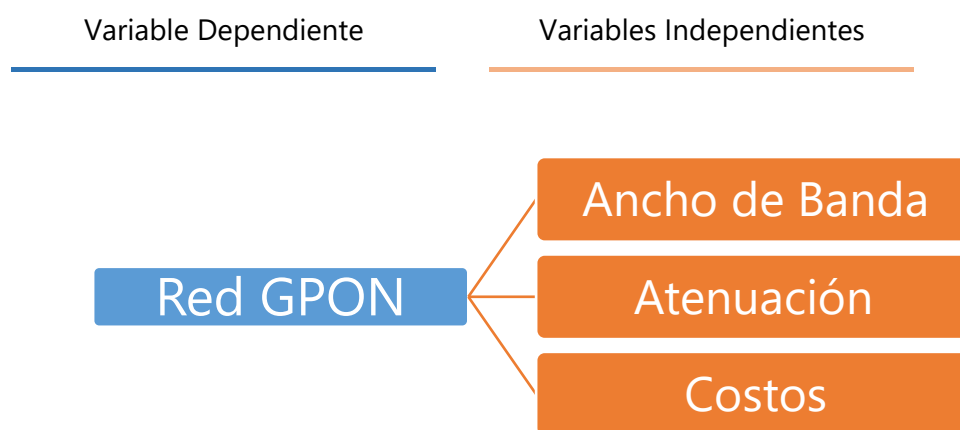 Variable Dependiente
Variables Independientes
Ancho de Banda
Red GPON
Atenuación
Costos